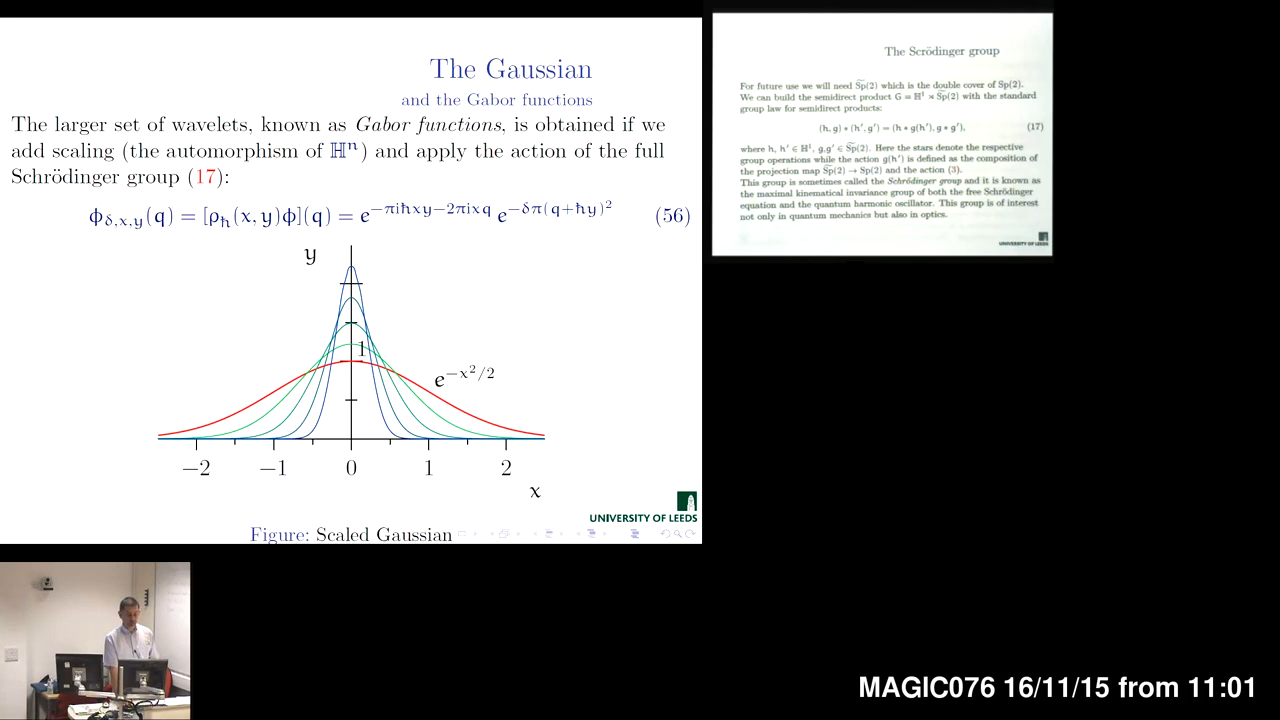 The Gaussian
and the Gabor functions
The larger set of wavelets, known as Gabor functions, is obtained if we
add scaling (the automorphism of ℍⁿ) and apply the action of the full
Schrödinger group (17):
ϕ_{δ,x,y}(q) = [ρ_ħ(x, y)ϕ](q) = e^{−πiħxy−2πixq} e^{−δπ(q+ħy)²} (56)
y
1
e^{−x²/2}
−2 −1 0 1 2
x
UNIVERSITY OF LEEDS
Figure: Scaled Gaussian
The Scrödinger group
For future use we will need S̃p(2) which is the double cover of Sp(2).
We can build the semidirect product G = ℍ¹ ⋊ S̃p(2) with the standard
group law for semidirect products:
(h, g) ∗ (h′, g′) = (h ∗ g(h′), g ∗ g′), (17)
where h, h′ ∈ ℍ¹, g,g′ ∈ S̃p(2). Here the stars denote the respective
group operations while the action g(h′) is defined as the composition of
the projection map S̃p(2) → Sp(2) and the action (3).
This group is sometimes called the Schrödinger group and it is known as
the maximal kinematical invariance group of both the free Schrödinger
equation and the quantum harmonic oscillator. This group is of interest
not only in quantum mechanics but also in optics.
UNIVERSITY OF LEEDS
MAGIC076 16/11/15 from 11:01